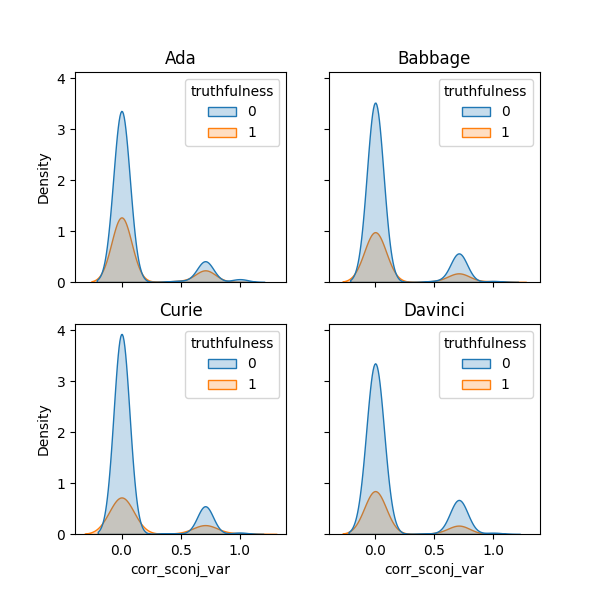 Ada
Babbage
truthfulness
0
1
truthfulness
0
1
Density
4
3
2
1
0
Curie
Davinci
truthfulness
0
1
truthfulness
0
1
Density
4
3
2
1
0
0.0 0.5 1.0
0.0 0.5 1.0
corr_sconj_var
corr_sconj_var